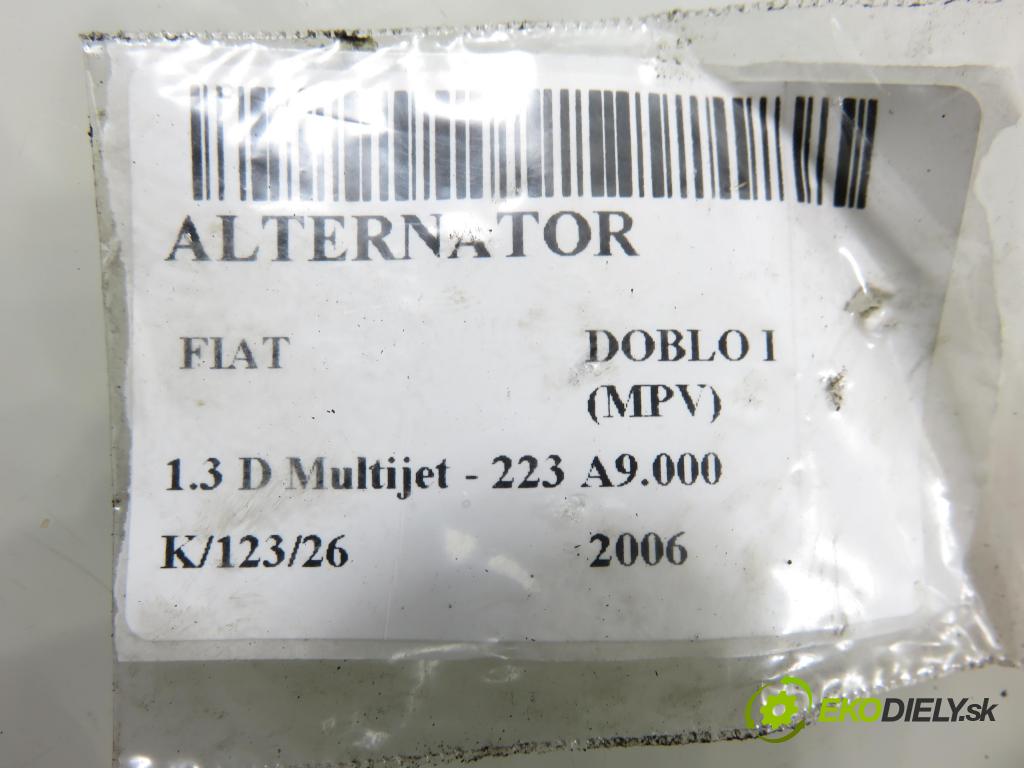 ALTERNATOR
FIAT DOBLO I
(MPV)
1.3 D Multijet - 223 A9.000
K/123/26 2006
EKODIELY.sk